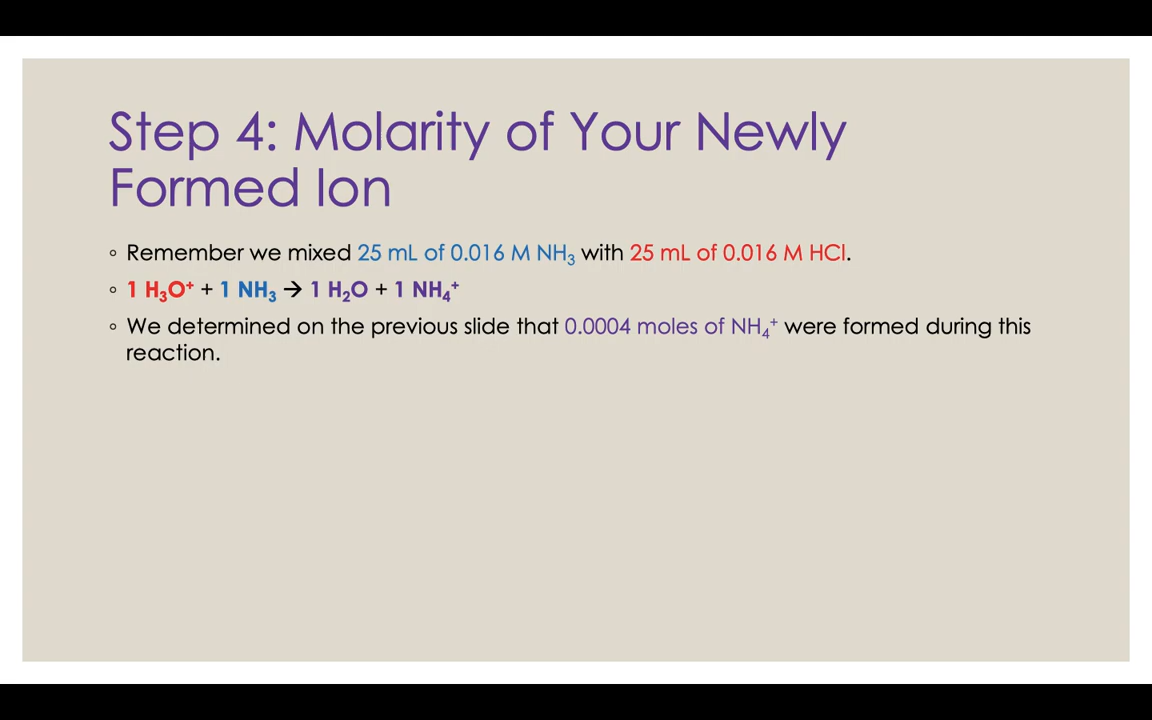 Step 4: Molarity of Your Newly
Formed Ion
◦ Remember we mixed 25 mL of 0.016 M NH₃ with 25 mL of 0.016 M HCl.
◦ 1 H₃O⁺ + 1 NH₃ → 1 H₂O + 1 NH₄⁺
◦ We determined on the previous slide that 0.0004 moles of NH₄⁺ were formed during this
reaction.